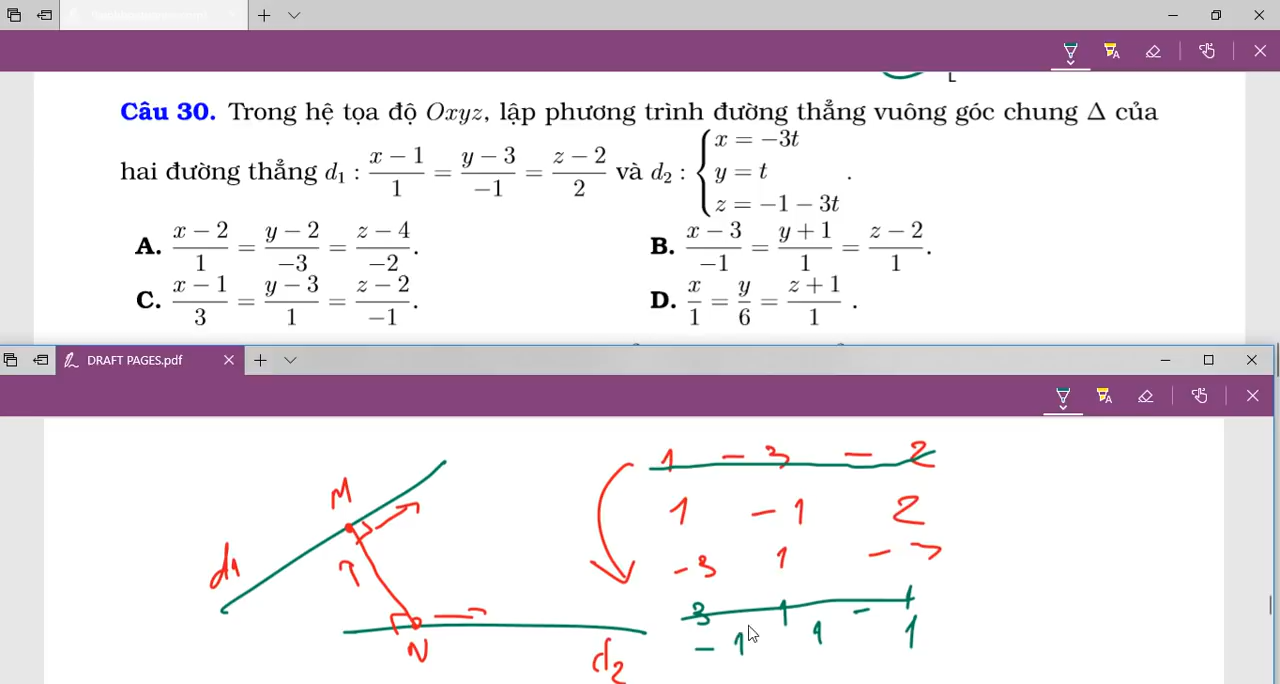 Câu 30. Trong hệ tọa độ Oxyz, lập phương trình đường thẳng vuông góc chung Δ của
hai đường thẳng d₁ : (x − 1)/1 = (y − 3)/−1 = (z − 2)/2 và d₂ : { x = −3t
y = t
z = −1 − 3t .
A. (x − 2)/1 = (y − 2)/−3 = (z − 4)/−2.
B. (x − 3)/−1 = (y + 1)/1 = (z − 2)/1.
C. (x − 1)/3 = (y − 3)/1 = (z − 2)/−1.
D. x/1 = y/6 = (z + 1)/1 .
DRAFT PAGES.pdf
1 − 3 − 2
M
1 − 1 2
d1
− 3 1 −
3 1 − 1
− 1 1 1
N
d2